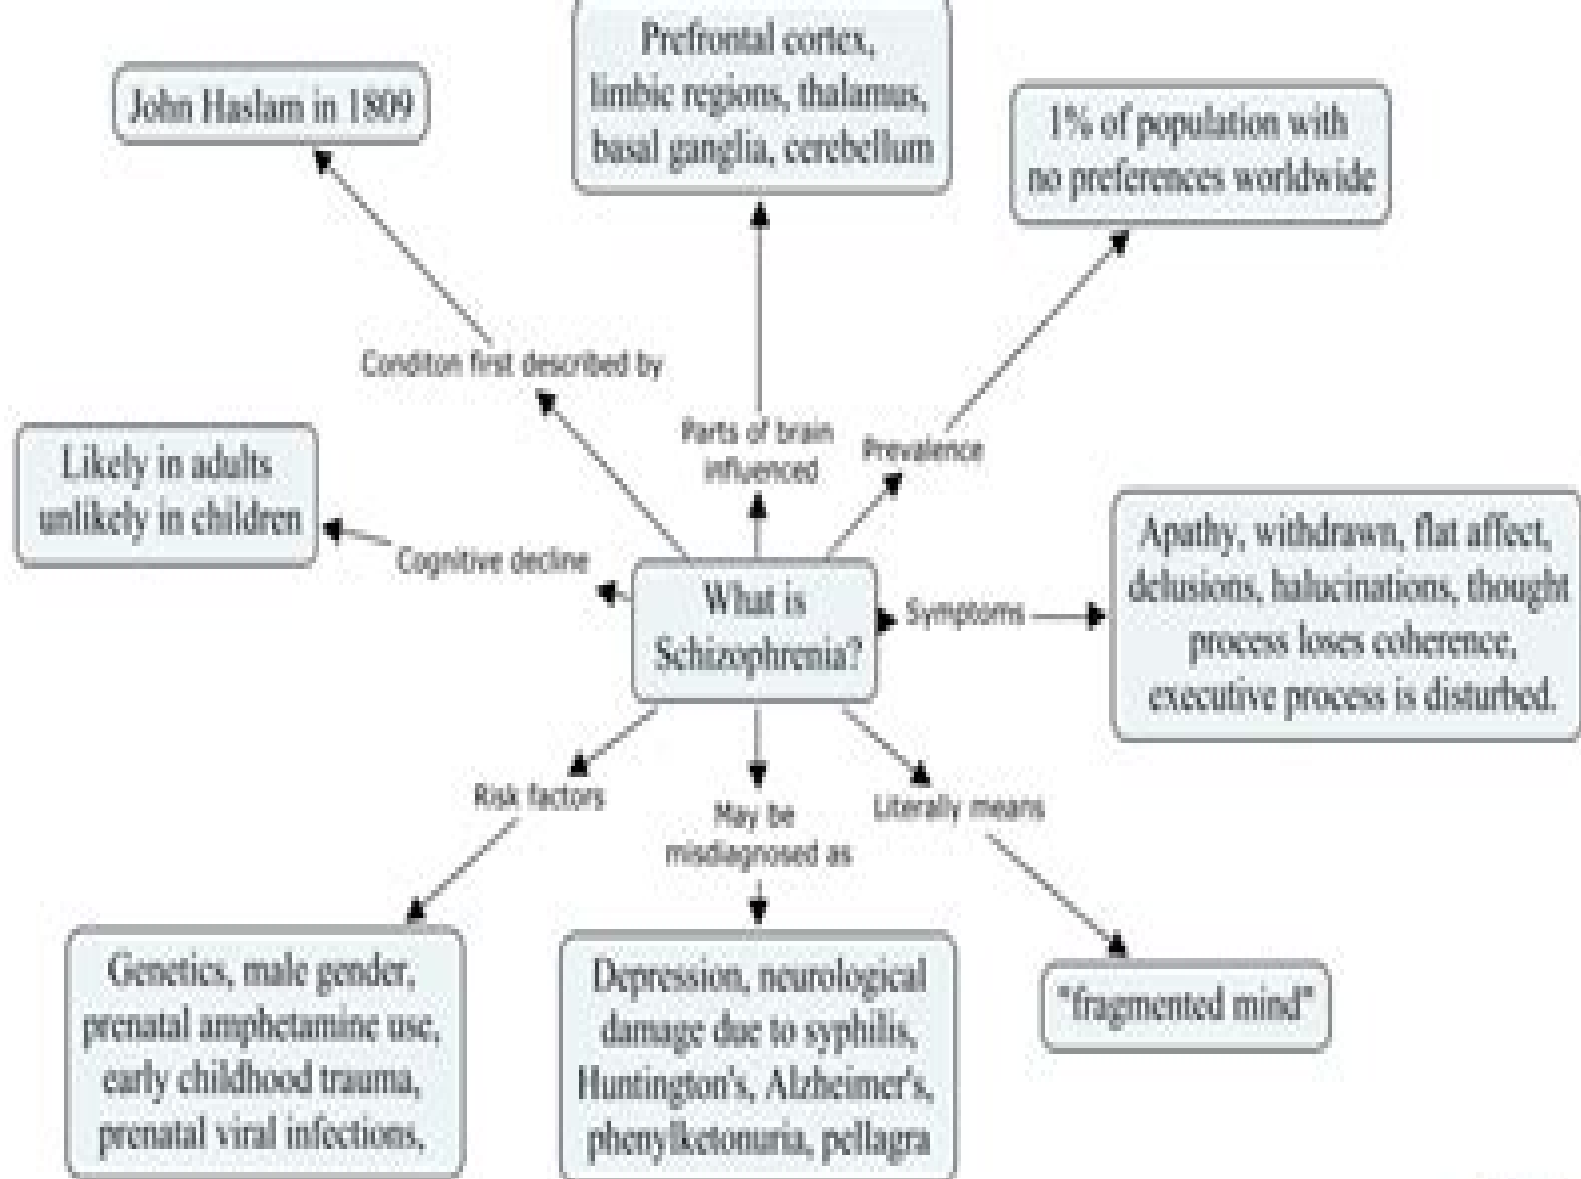 Prefrontal cortex,
limbic regions, thalamus,
basal ganglia, cerebellum
John Haslam in 1809
1% of population with
no preferences worldwide
Conditon first described by
Parts of brain
influenced
Prevalence
Likely in adults
unlikely in children
Cognitive decline
What is
Schizophrenia?
Symptoms
Apathy, withdrawn, flat affect,
delusions, halucinations, thought
process loses coherence,
executive process is disturbed.
Risk factors
May be
misdiagnosed as
Literally means
Genetics, male gender,
prenatal amphetamine use,
early childhood trauma,
prenatal viral infections,
Depression, neurological
damage due to syphilis,
Huntington's, Alzheimer's,
phenylketonuria, pellagra
"fragmented mind"